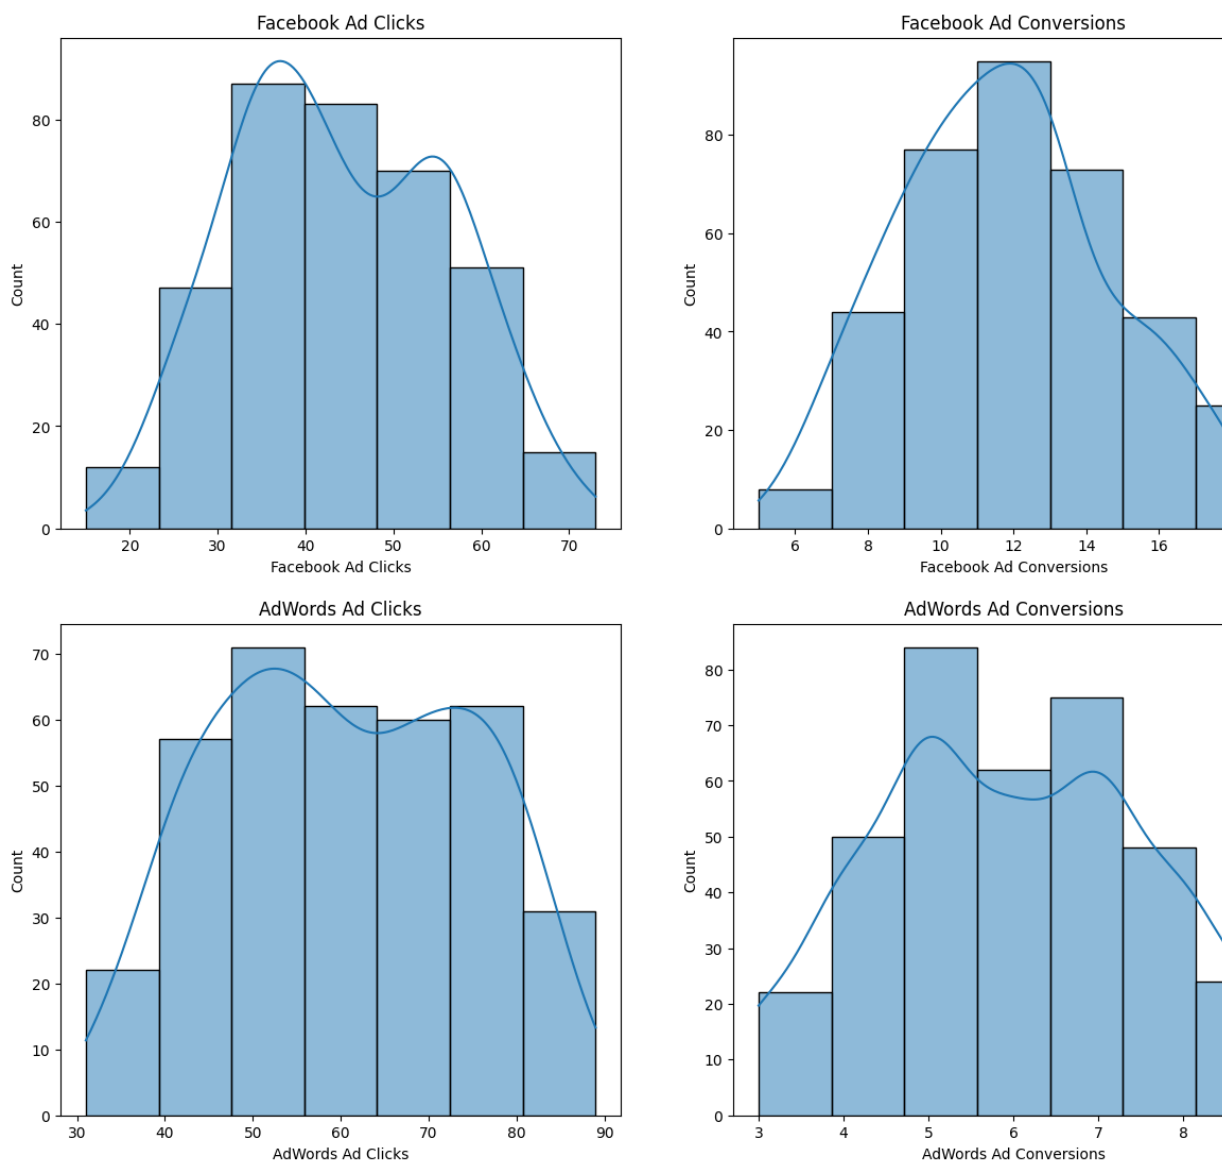 Facebook Ad Clicks
Count
0
20
40
60
80
20 30 40 50 60 70
Facebook Ad Clicks
Facebook Ad Conversions
Count
0
20
40
60
80
6 8 10 12 14 16
Facebook Ad Conversions
AdWords Ad Clicks
Count
0
10
20
30
40
50
60
70
30 40 50 60 70 80 90
AdWords Ad Clicks
AdWords Ad Conversions
Count
0
10
20
30
40
50
60
70
80
3 4 5 6 7 8
AdWords Ad Conversions